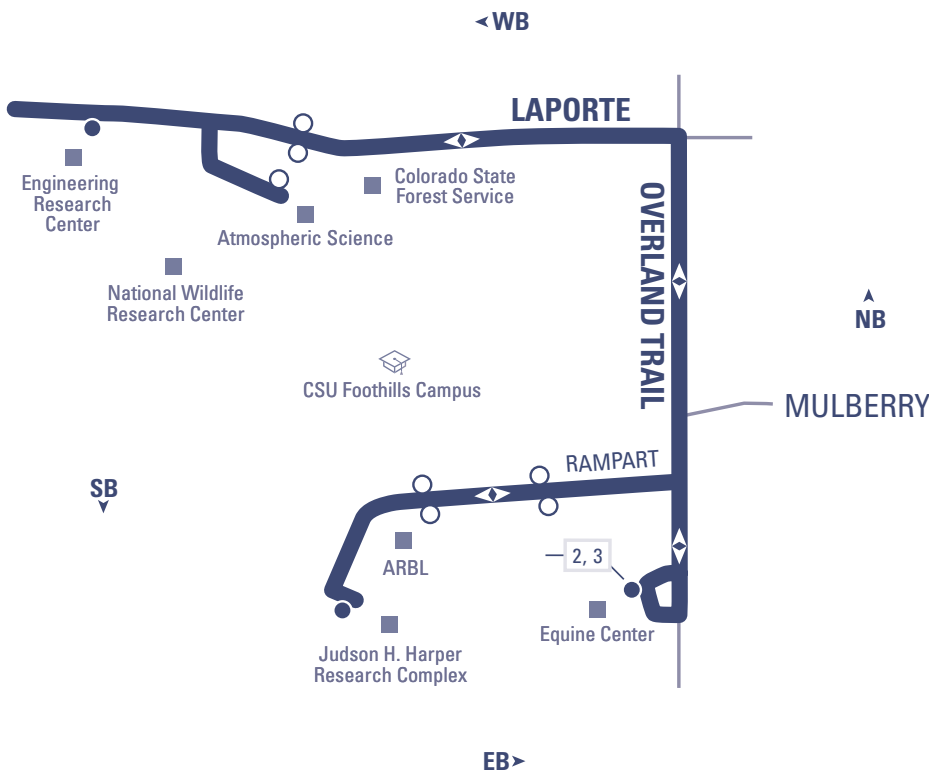 WB
LAPORTE
Engineering
Research
Center
Colorado State
Forest Service
Atmospheric Science
OVERLAND TRAIL
National Wildlife
Research Center
NB
CSU Foothills Campus
MULBERRY
RAMPART
SB
2, 3
ARBL
Equine Center
Judson H. Harper
Research Complex
EB